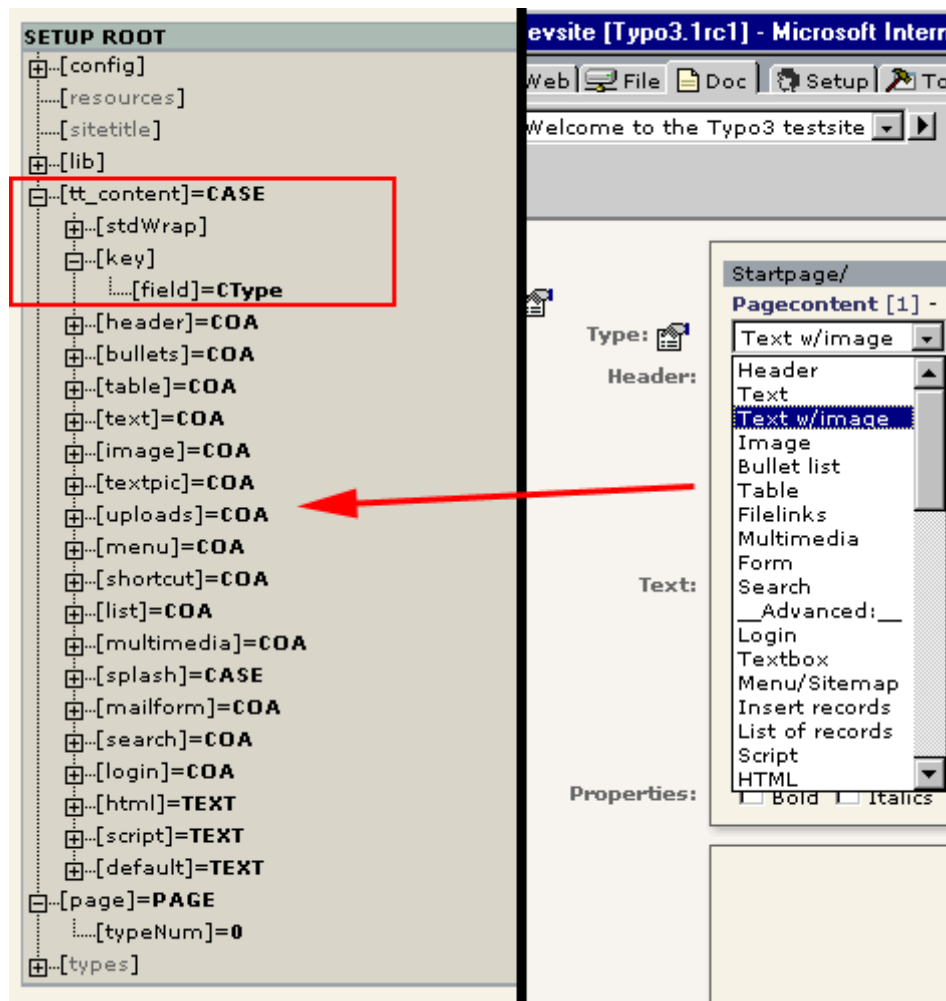 SETUP ROOT
[config]
[resources]
[sitetitle]
[lib]
[tt_content]=CASE
[stdWrap]
[key]
[field]=CType
[header]=COA
[bullets]=COA
[table]=COA
[text]=COA
[image]=COA
[textpic]=COA
[uploads]=COA
[menu]=COA
[shortcut]=COA
[list]=COA
[multimedia]=COA
[splash]=CASE
[mailform]=COA
[search]=COA
[login]=COA
[html]=TEXT
[script]=TEXT
[default]=TEXT
[page]=PAGE
[typeNum]=0
[types]
evsite [Typo3.1rc1] - Microsoft Intern
Web File Doc Setup To
Welcome to the Typo3 testsite
Startpage/
Pagecontent [1] -
Type: Text w/image
Header:
Header
Text
Text w/image
Image
Bullet list
Table
Filelinks
Multimedia
Form
Text:
Search
__Advanced:__
Login
Textbox
Menu/Sitemap
Insert records
List of records
Script
HTML
Properties: Bold Italics